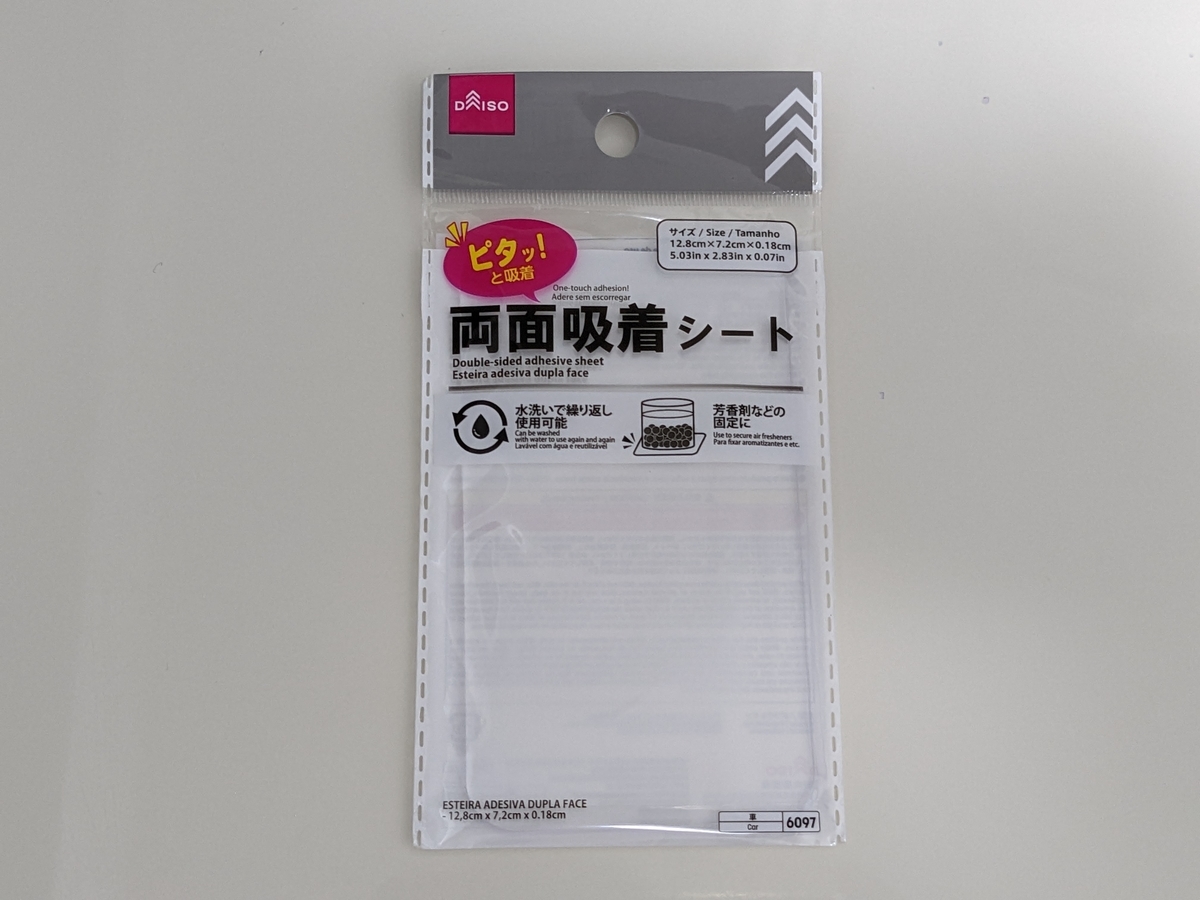 DAISO
ピタッ!
と吸着
サイズ / Size / Tamanho
12.8cm×7.2cm×0.18cm
5.03in x 2.83in x 0.07in
One-touch adhesion!
Adere sem escorregar
両面吸着シート
Double-sided adhesive sheet
Esteira adesiva dupla face
水洗いで繰り返し
使用可能
Can be washed
with water to use again and again
Lavável com água e reutilizável
芳香剤などの
固定に
Use to secure air fresheners
Para fixar aromatizantes e etc.
ESTEIRA ADESIVA DUPLA FACE
- 12,8cm x 7,2cm x 0.18cm
車
Car
6097